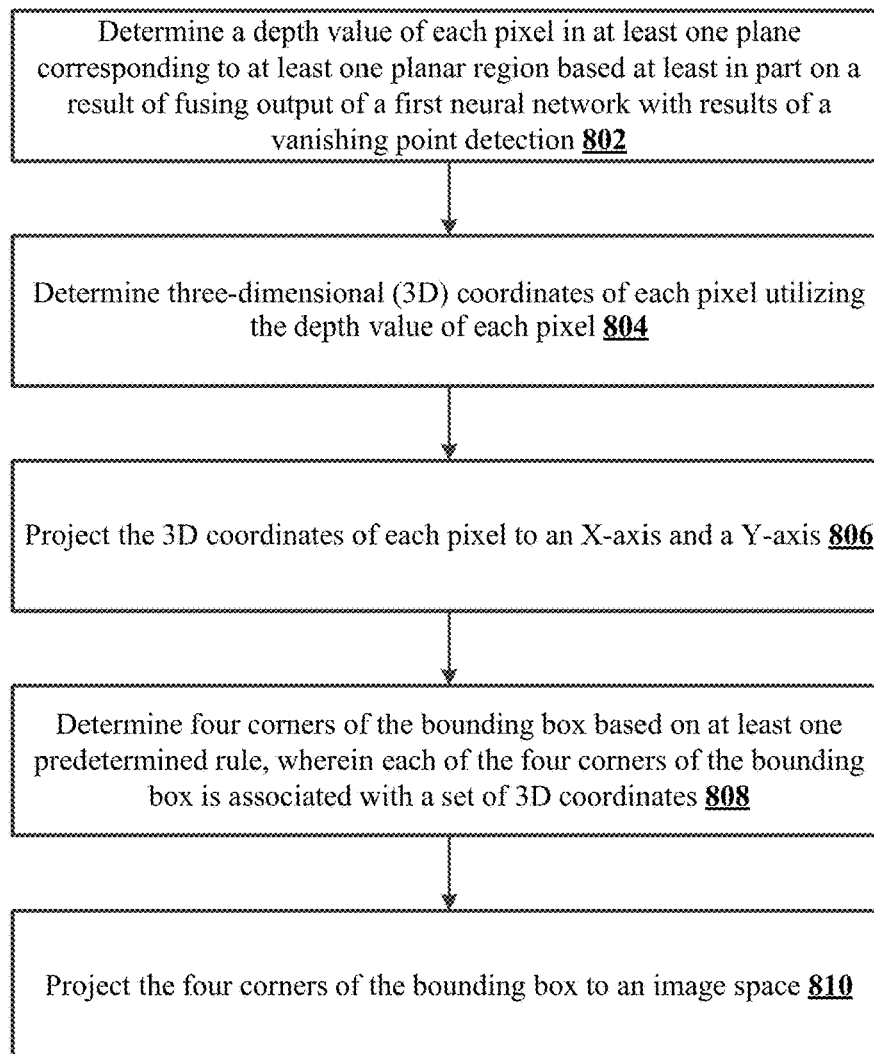 Determine a depth value of each pixel in at least one plane
corresponding to at least one planar region based at least in part on a
result of fusing output of a first neural network with results of a
vanishing point detection 802
Determine three-dimensional (3D) coordinates of each pixel utilizing
the depth value of each pixel 804
Project the 3D coordinates of each pixel to an X-axis and a Y-axis 806
Determine four corners of the bounding box based on at least one
predetermined rule, wherein each of the four corners of the bounding
box is associated with a set of 3D coordinates 808
Project the four corners of the bounding box to an image space 810